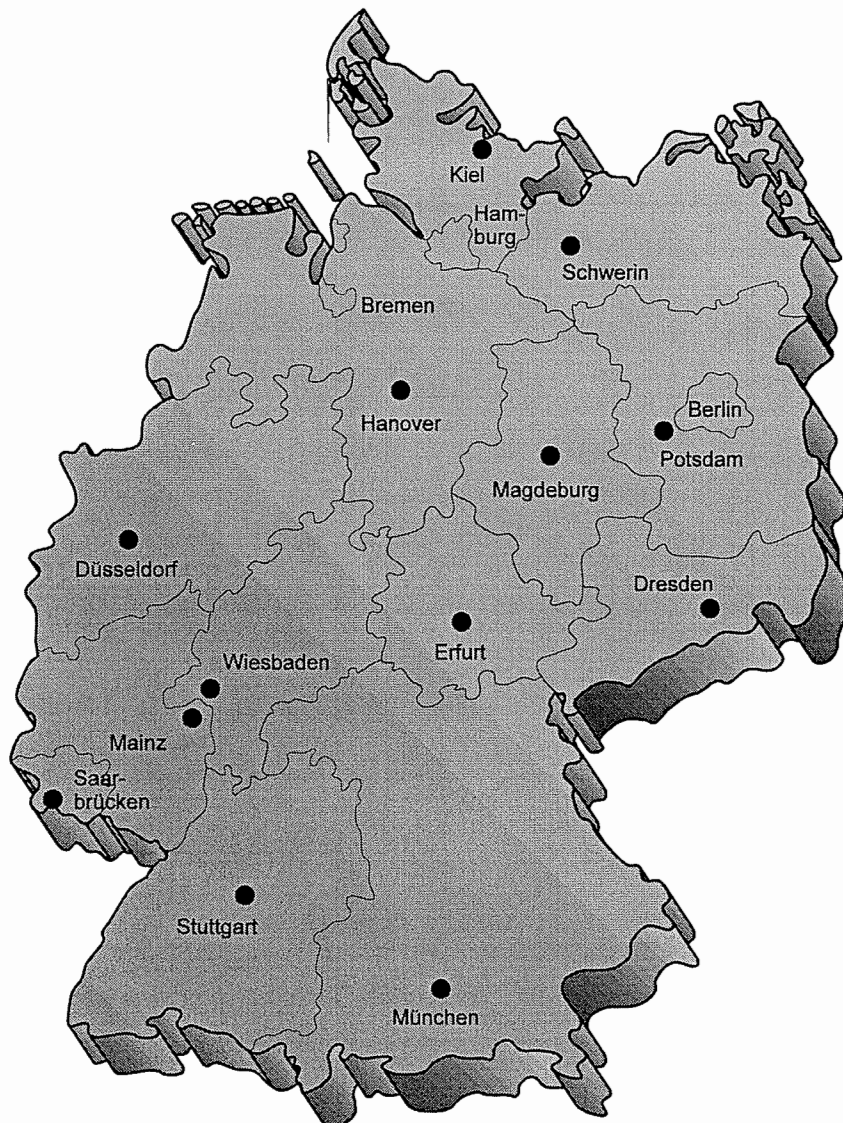 Kiel
Ham-
burg
Schwerin
Bremen
Hanover
Berlin
Potsdam
Magdeburg
Düsseldorf
Dresden
Erfurt
Wiesbaden
Mainz
Saar-
brücken
Stuttgart
München